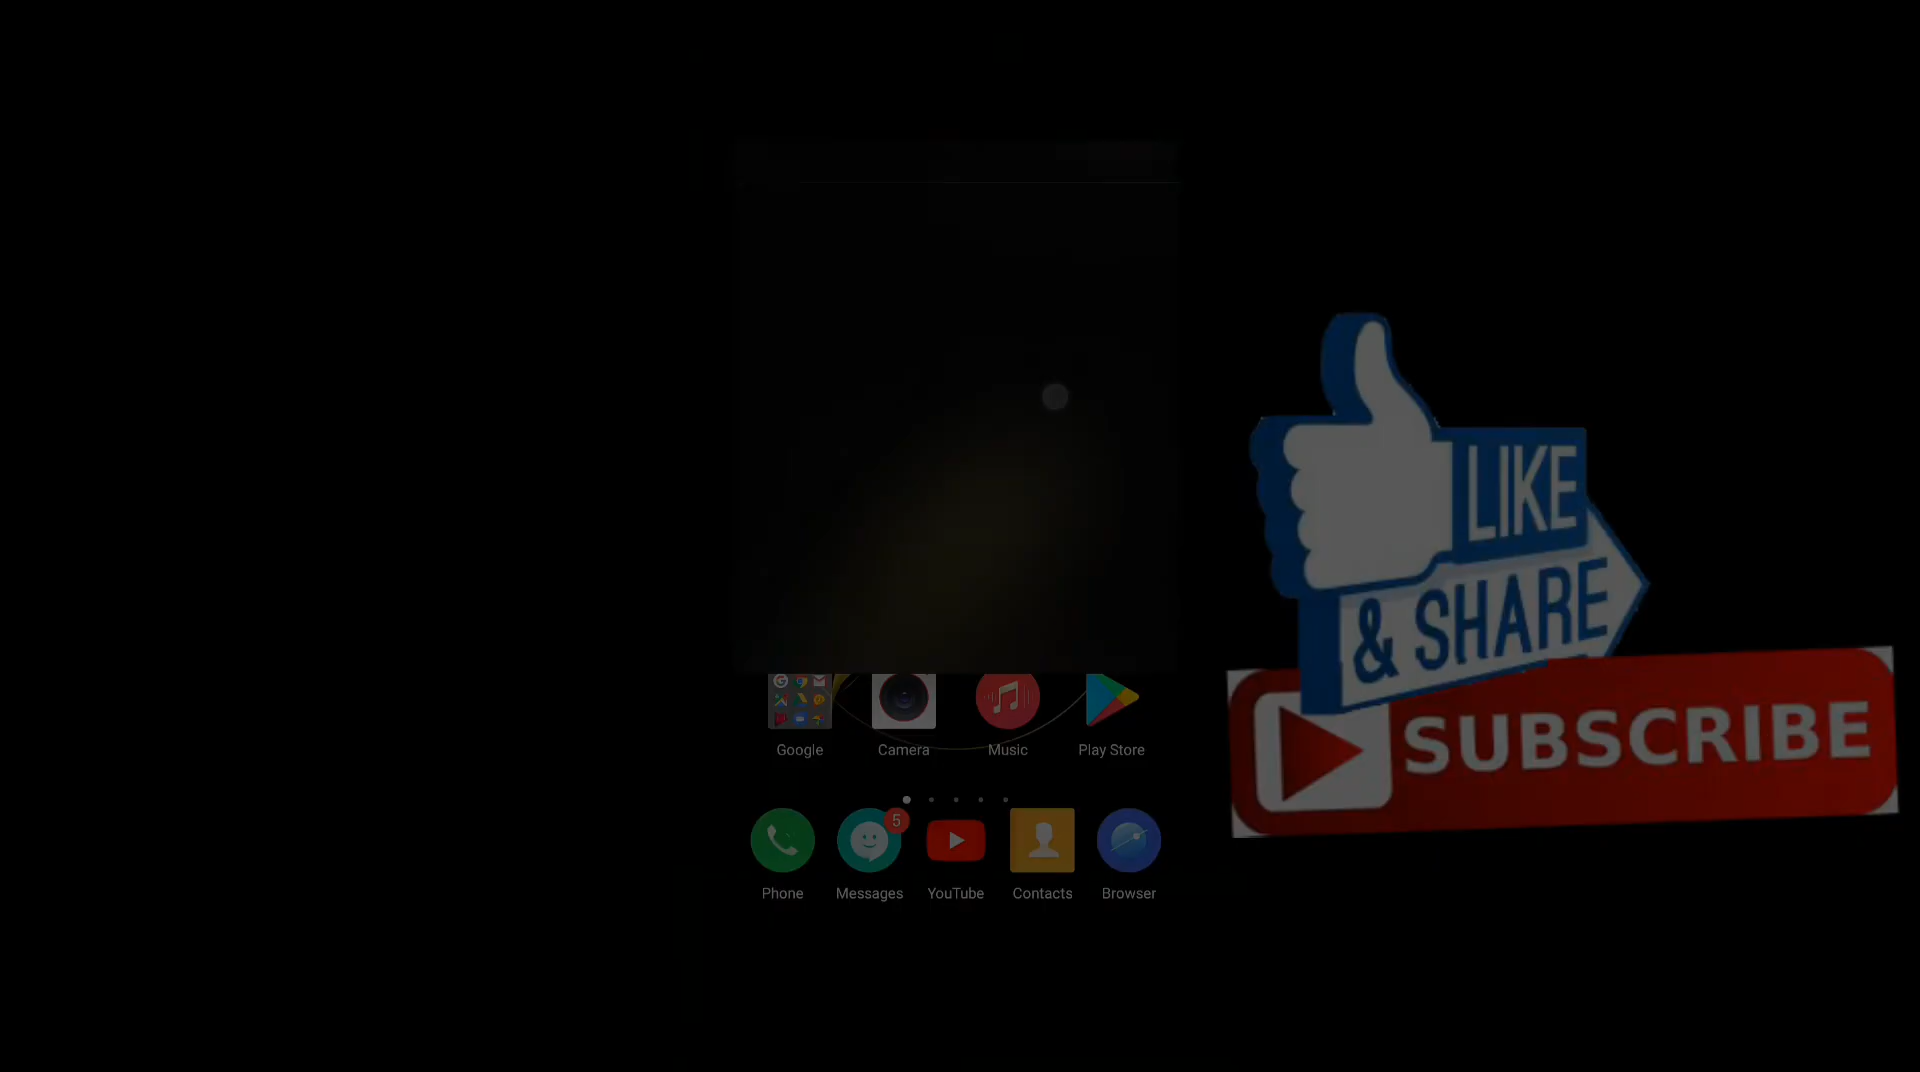 LIKE
& SHARE
SUBSCRIBE
Google Camera Music Play Store
5
Phone Messages YouTube Contacts Browser